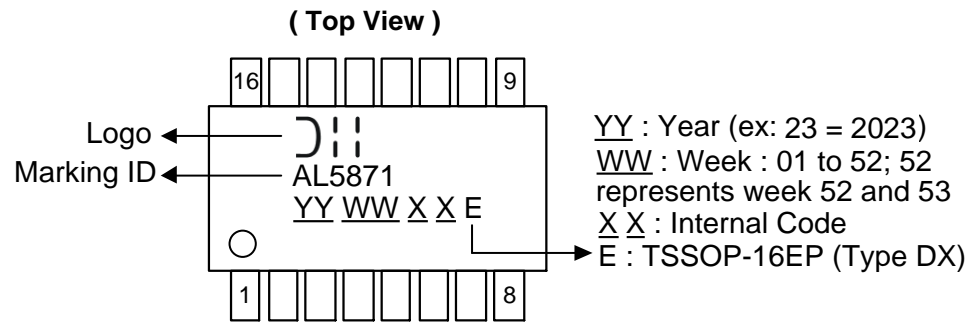 ( Top View )
16 9
Logo
Marking ID
AL5871
YY WW X X E
1 8
YY : Year (ex: 23 = 2023)
WW : Week : 01 to 52; 52
represents week 52 and 53
X X : Internal Code
E : TSSOP-16EP (Type DX)